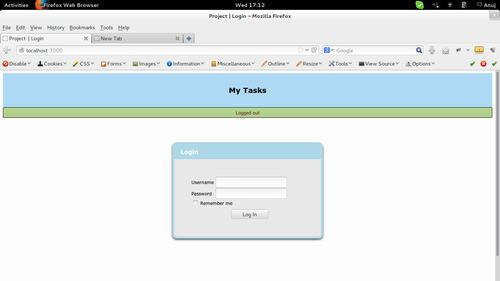 Activities Firefox Web Browser Wed 17:12 Anuj
Project | Login - Mozilla Firefox
File Edit View History Bookmarks Tools Help
Project | Login New Tab
localhost:3000 Google
Disable Cookies CSS Forms Images Information Miscellaneous Outline Resize Tools View Source Options
My Tasks
Logged out
Login
Username
Password
Remember me
Log In